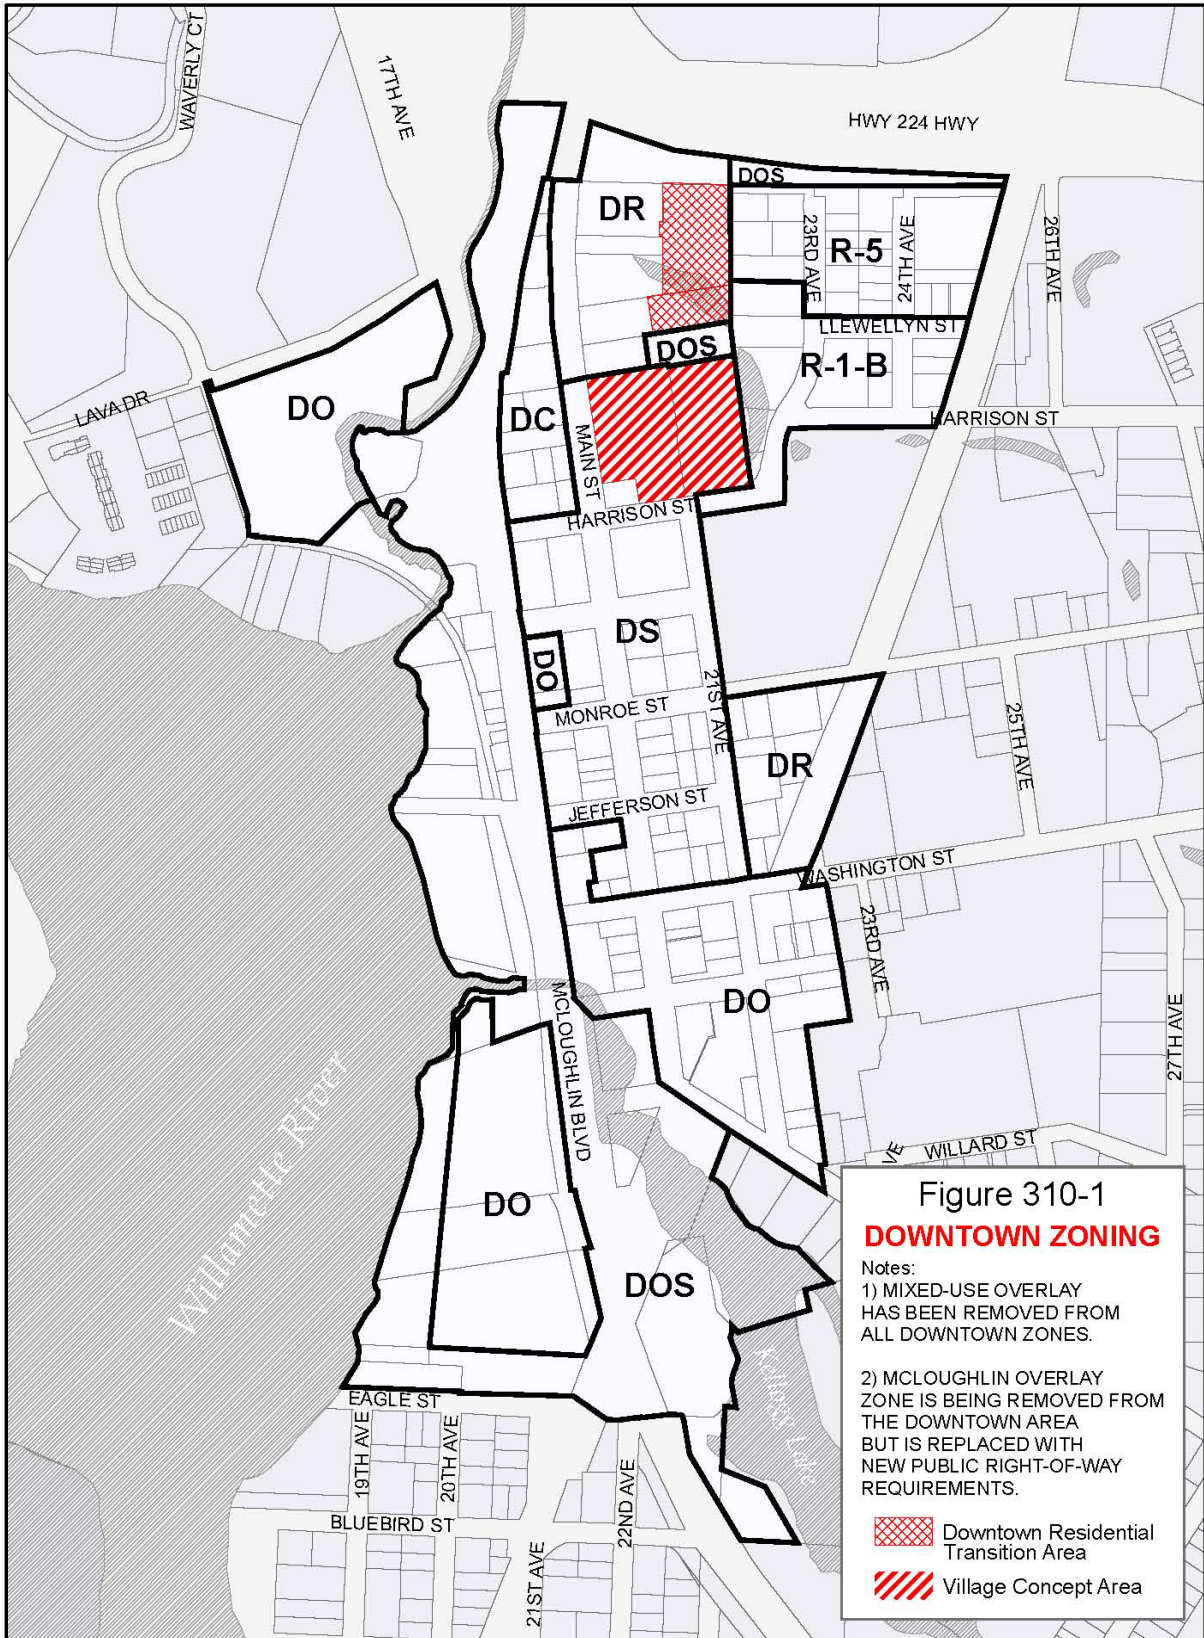 WAVERLY CT
17TH AVE
HWY 224 HWY
DOS
DR
23RD AVE
R-5
24TH AVE
26TH AVE
LLEWELLYN ST
DOS
R-1-B
DO
LAVA DR
DC
MAIN ST
HARRISON ST
HARRISON ST
DS
DO
MONROE ST
21ST AVE
25TH AVE
DR
JEFFERSON ST
WASHINGTON ST
23RD AVE
DO
27TH AVE
MCLOUGHLIN BLVD
Willamette River
WILLARD ST
VE
DO
DOS
Kellogg Lake
EAGLE ST
19TH AVE
20TH AVE
22ND AVE
BLUEBIRD ST
21ST AVE
Figure 310-1
DOWNTOWN ZONING
Notes:
1) MIXED-USE OVERLAY
HAS BEEN REMOVED FROM
ALL DOWNTOWN ZONES.
2) MCLOUGHLIN OVERLAY
ZONE IS BEING REMOVED FROM
THE DOWNTOWN AREA
BUT IS REPLACED WITH
NEW PUBLIC RIGHT-OF-WAY
REQUIREMENTS.
Downtown Residential
Transition Area
Village Concept Area